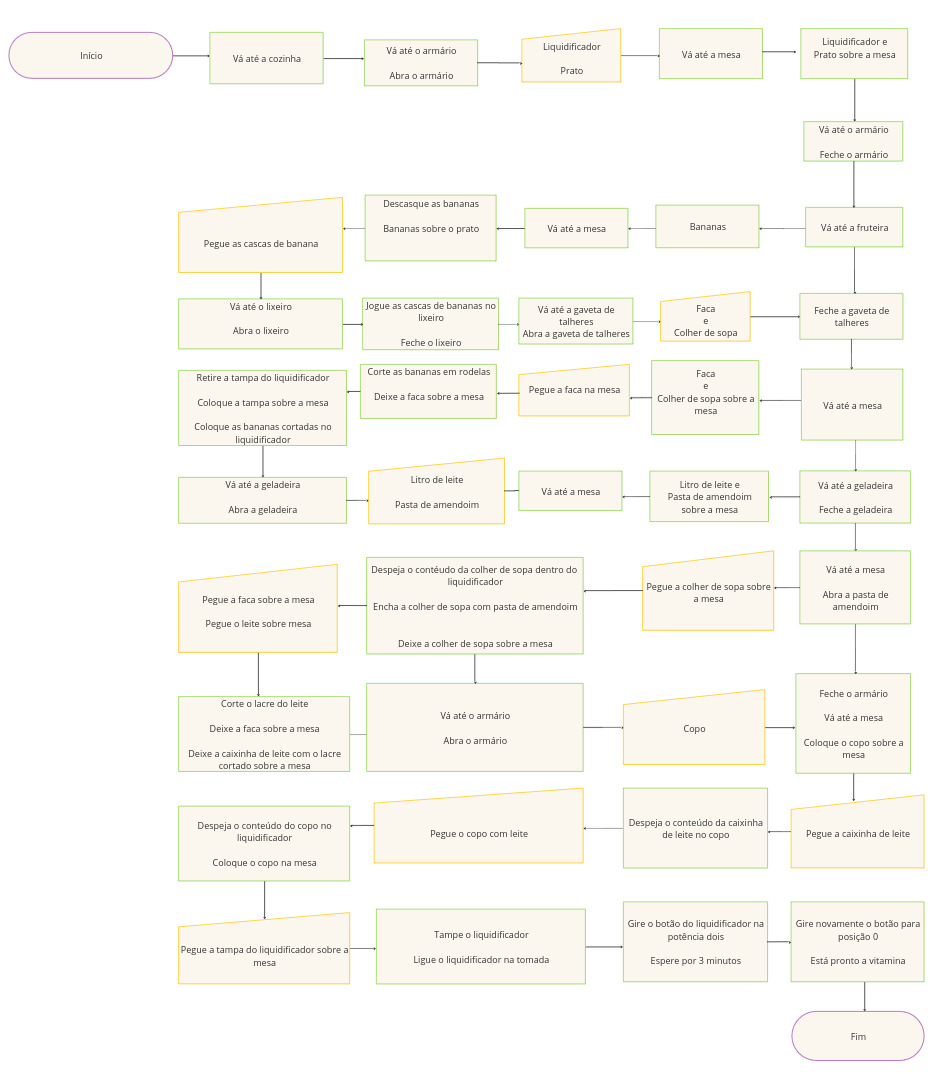 Início
Vá até a cozinha
Vá até o armário
Abra o armário
Liquidificador
Prato
Vá até a mesa
Liquidificador e
Prato sobre a mesa
Vá até o armário
Feche o armário
Vá até a fruteira
Bananas
Vá até a mesa
Descasque as bananas
Bananas sobre o prato
Pegue as cascas de banana
Vá até o lixeiro
Abra o lixeiro
Jogue as cascas de bananas no
lixeiro
Feche o lixeiro
Vá até a gaveta de
talheres
Abra a gaveta de talheres
Faca
e
Colher de sopa
Feche a gaveta de
talheres
Vá até a mesa
Faca
e
Colher de sopa sobre a
mesa
Pegue a faca na mesa
Corte as bananas em rodelas
Deixe a faca sobre a mesa
Retire a tampa do liquidificador
Coloque a tampa sobre a mesa
Coloque as bananas cortadas no
liquidificador
Vá até a geladeira
Abra a geladeira
Litro de leite
Pasta de amendoim
Vá até a mesa
Litro de leite e
Pasta de amendoim
sobre a mesa
Vá até a geladeira
Feche a geladeira
Vá até a mesa
Abra a pasta de
amendoim
Pegue a colher de sopa sobre
a mesa
Despeja o contéudo da colher de sopa dentro do
liquidificador
Encha a colher de sopa com pasta de amendoim
Deixe a colher de sopa sobre a mesa
Pegue a faca sobre a mesa
Pegue o leite sobre mesa
Corte o lacre do leite
Deixe a faca sobre a mesa
Deixe a caixinha de leite com o lacre
cortado sobre a mesa
Vá até o armário
Abra o armário
Copo
Feche o armário
Vá até a mesa
Coloque o copo sobre a
mesa
Pegue a caixinha de leite
Despeja o conteúdo da caixinha
de leite no copo
Pegue o copo com leite
Despeja o conteúdo do copo no
liquidificador
Coloque o copo na mesa
Pegue a tampa do liquidificador sobre a
mesa
Tampe o liquidificador
Ligue o liquidificador na tomada
Gire o botão do liquidificador na
potência dois
Espere por 3 minutos
Gire novamente o botão para
posição 0
Está pronto a vitamina
Fim